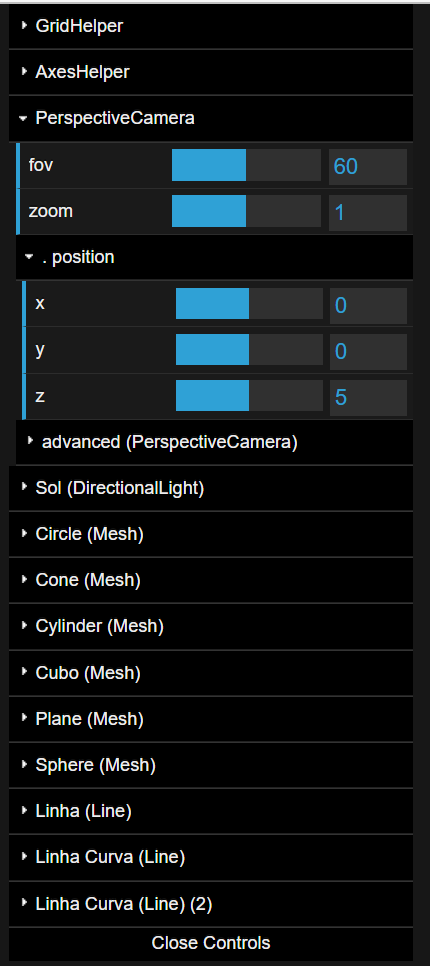 GridHelper
AxesHelper
PerspectiveCamera
fov 60
zoom 1
. position
x 0
y 0
z 5
advanced (PerspectiveCamera)
Sol (DirectionalLight)
Circle (Mesh)
Cone (Mesh)
Cylinder (Mesh)
Cubo (Mesh)
Plane (Mesh)
Sphere (Mesh)
Linha (Line)
Linha Curva (Line)
Linha Curva (Line) (2)
Close Controls